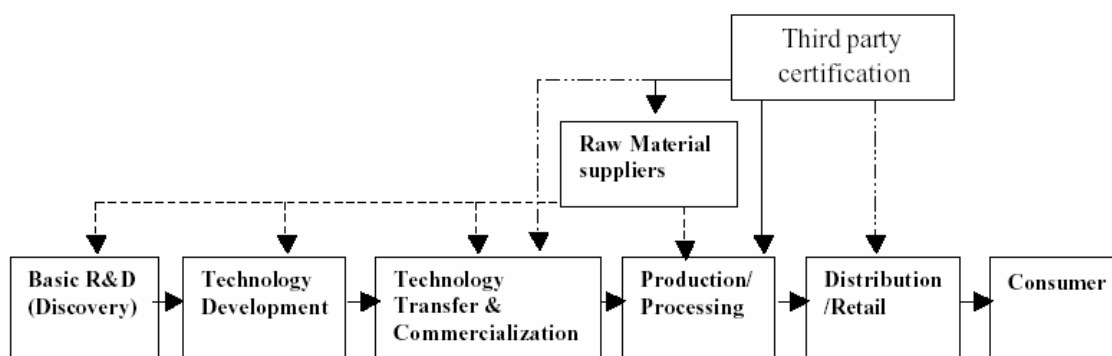 Third party
certification
Raw Material
suppliers
Basic R&D
(Discovery)
Technology
Development
Technology
Transfer &
Commercialization
Production/
Processing
Distribution
/Retail
Consumer